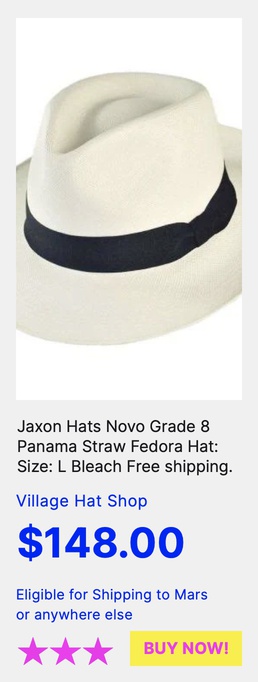 Jaxon Hats Novo Grade 8
Panama Straw Fedora Hat:
Size: L Bleach Free shipping.
Village Hat Shop
$148.00
Eligible for Shipping to Mars
or anywhere else
BUY NOW!